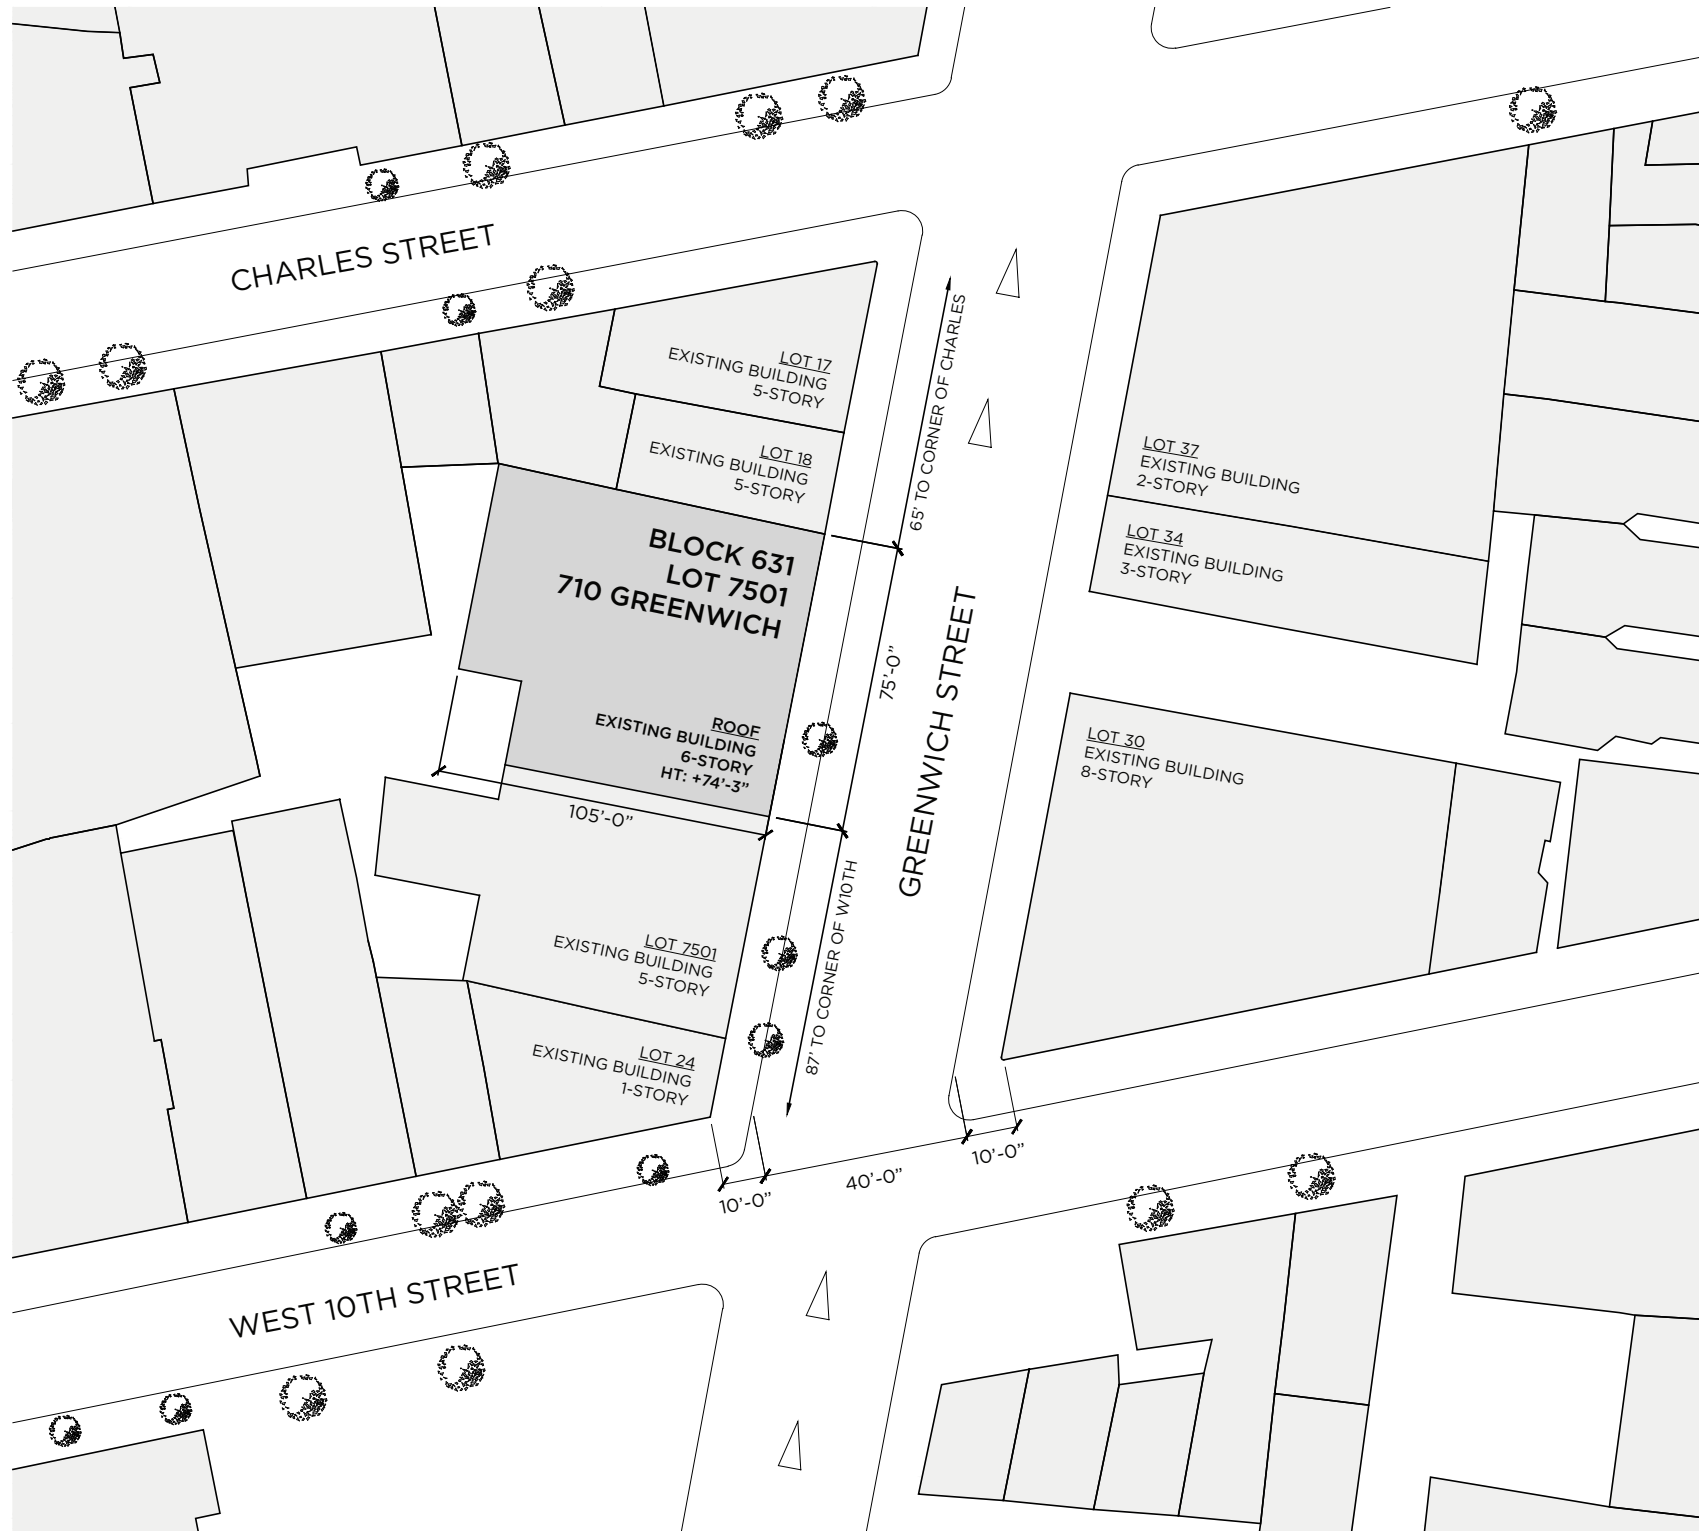 CHARLES STREET
LOT 17
EXISTING BUILDING
5-STORY
LOT 18
EXISTING BUILDING
5-STORY
65' TO CORNER OF CHARLES
LOT 37
EXISTING BUILDING
2-STORY
LOT 34
EXISTING BUILDING
3-STORY
BLOCK 631
LOT 7501
710 GREENWICH
75'-0"
GREENWICH STREET
ROOF
EXISTING BUILDING
6-STORY
HT: +74'-3"
LOT 30
EXISTING BUILDING
8-STORY
105'-0"
87' TO CORNER OF W10TH
LOT 7501
EXISTING BUILDING
5-STORY
LOT 24
EXISTING BUILDING
1-STORY
10'-0"
40'-0"
10'-0"
WEST 10TH STREET